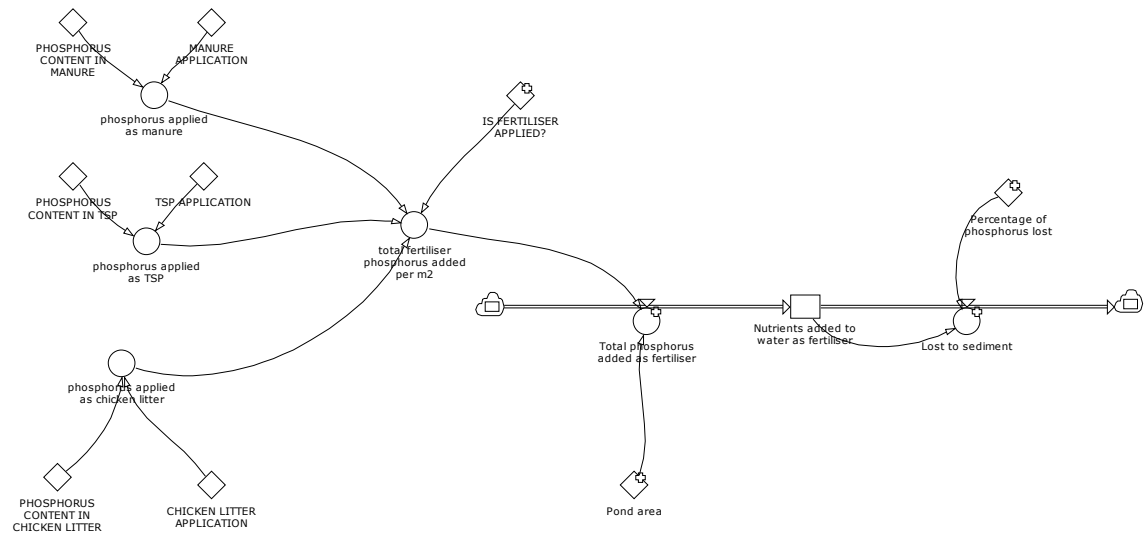 PHOSPHORUS
CONTENT IN
MANURE
MANURE
APPLICATION
phosphorus applied
as manure
IS FERTILISER
APPLIED?
PHOSPHORUS
CONTENT IN TSP
TSP APPLICATION
phosphorus applied
as TSP
total fertiliser
phosphorus added
per m2
Percentage of
phosphorus lost
Nutrients added to
water as fertiliser
Total phosphorus
added as fertiliser
Lost to sediment
phosphorus applied
as chicken litter
PHOSPHORUS
CONTENT IN
CHICKEN LITTER
CHICKEN LITTER
APPLICATION
Pond area